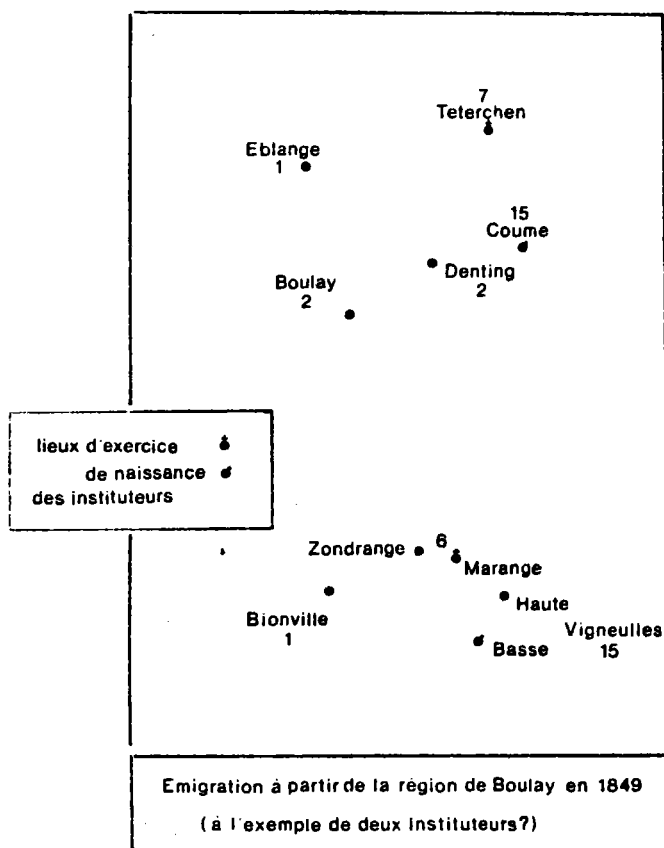 7
Teterchen
Eblange
1
15
Coume
Denting
2
Boulay
2
lieux d'exercice
de naissance
des instituteurs
Zondrange
6
Marange
Haute
Bionville
1
Vigneulles
15
Basse
Emigration à partir de la région de Boulay en 1849
(à l'exemple de deux instituteurs?)